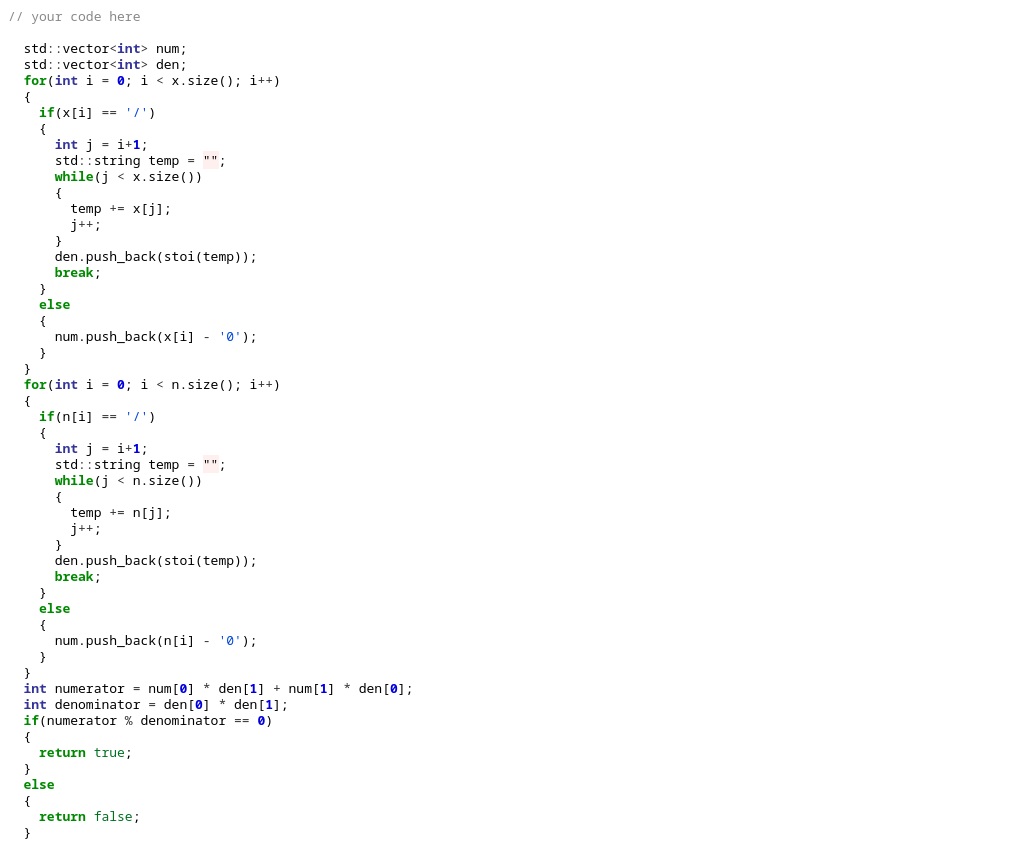 // your code here
std::vector<int> num;
std::vector<int> den;
for(int i = 0; i < x.size(); i++)
{
if(x[i] == '/')
{
int j = i+1;
std::string temp = "";
while(j < x.size())
{
temp += x[j];
j++;
}
den.push_back(stoi(temp));
break;
}
else
{
num.push_back(x[i] - '0');
}
}
for(int i = 0; i < n.size(); i++)
{
if(n[i] == '/')
{
int j = i+1;
std::string temp = "";
while(j < n.size())
{
temp += n[j];
j++;
}
den.push_back(stoi(temp));
break;
}
else
{
num.push_back(n[i] - '0');
}
}
int numerator = num[0] * den[1] + num[1] * den[0];
int denominator = den[0] * den[1];
if(numerator % denominator == 0)
{
return true;
}
else
{
return false;
}